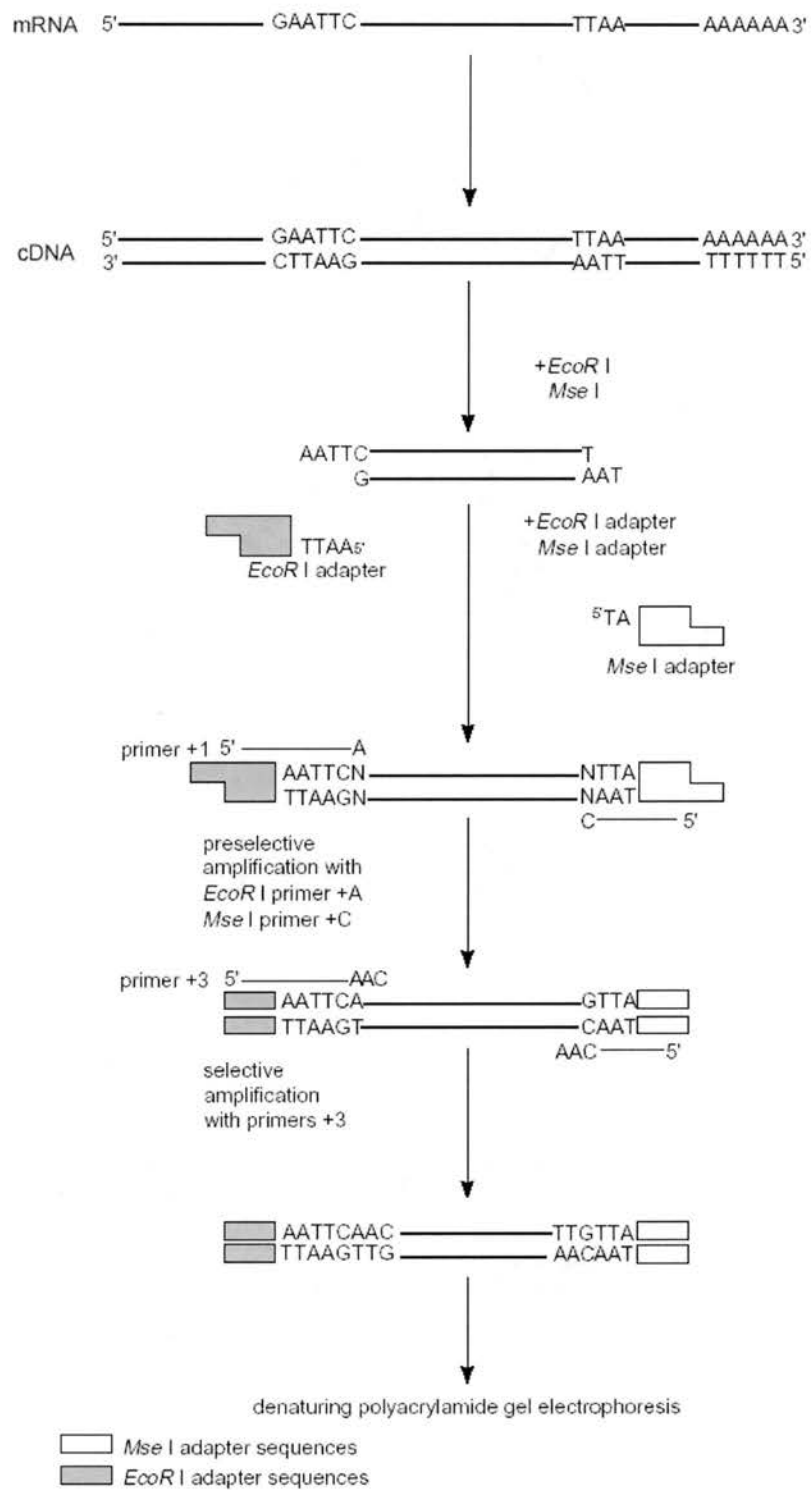 mRNA 5' GAATTC TTAA AAAAAA 3'
5' GAATTC TTAA AAAAAA 3'
cDNA
3' CTTAAG AATT TTTTTT 5'
+EcoR I
Mse I
AATTC T
G AAT
+EcoR I adapter
Mse I adapter
TTAA5'
EcoR I adapter
5'TA
Mse I adapter
primer +1 5' A
AATTCN NTTA
TTAAGN NAAT
C 5'
preselective
amplification with
EcoR I primer +A
Mse I primer +C
primer +3 5' AAC
AATTCA GTTA
TTAAGT CAAT
AAC 5'
selective
amplification
with primers +3
AATTCAAC TTGTTA
TTAAGTTG AACAAT
denaturing polyacrylamide gel electrophoresis
Mse I adapter sequences
EcoR I adapter sequences